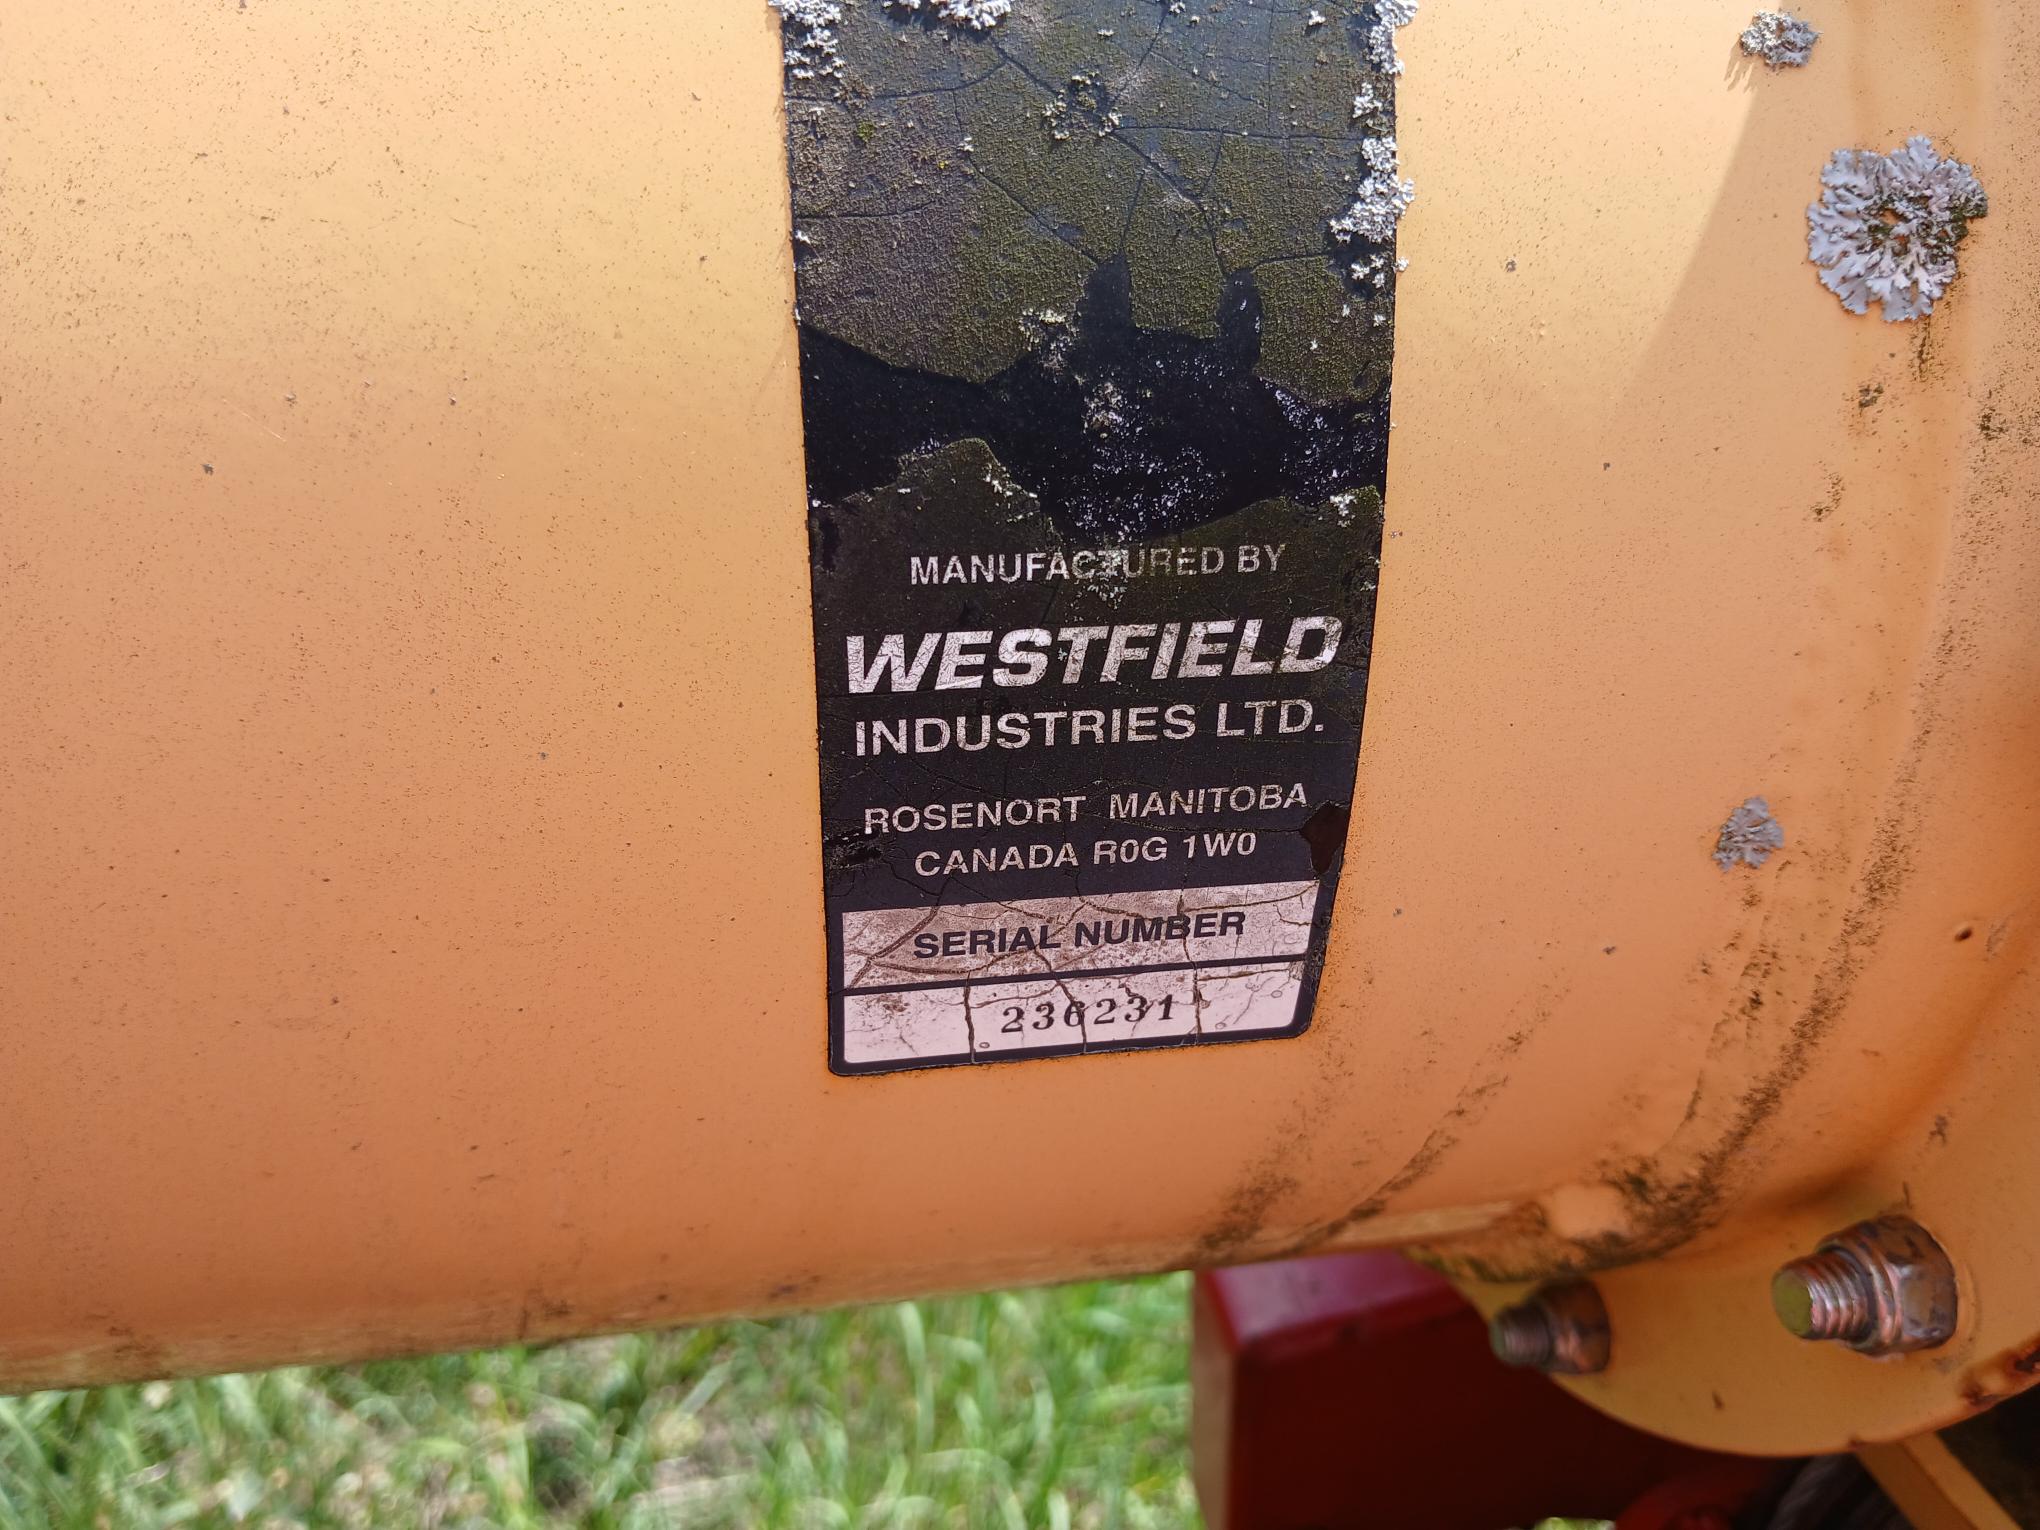 MANUFACTURED BY
WESTFIELD
INDUSTRIES LTD.
ROSENORT MANITOBA
CANADA R0G 1W0
SERIAL NUMBER
236231